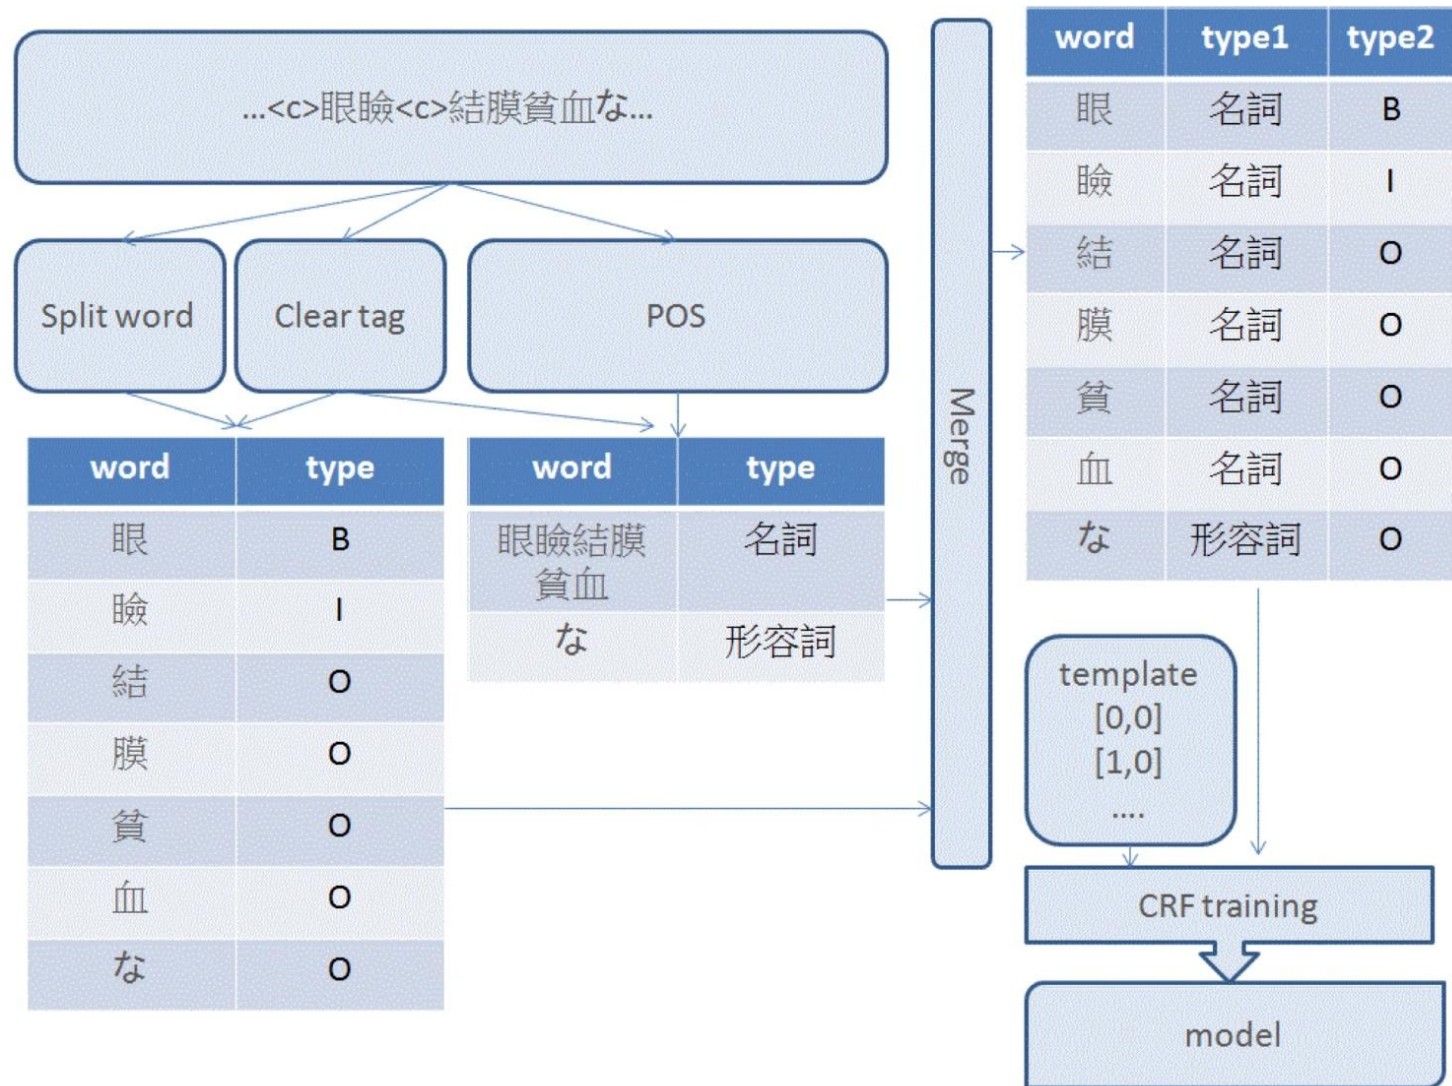 ...<c>眼瞼<c>結膜貧血な...
Split word
Clear tag
POS
word type
眼 B
瞼 I
結 O
膜 O
貧 O
血 O
な O
word type
眼瞼結膜 名詞
貧血
な 形容詞
Merge
word type1 type2
眼 名詞 B
瞼 名詞 I
結 名詞 O
膜 名詞 O
貧 名詞 O
血 名詞 O
な 形容詞 O
template
[0,0]
[1,0]
....
CRF training
model